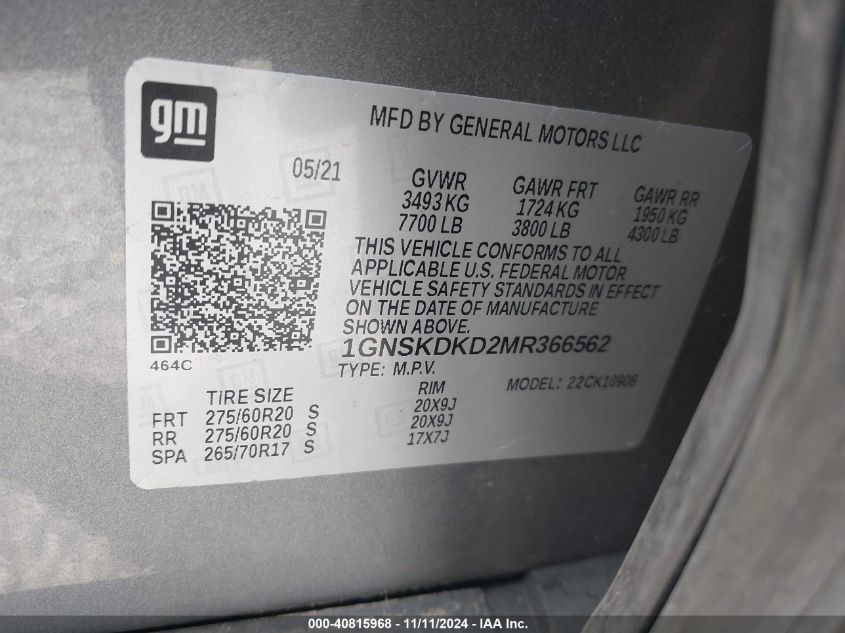 gm
MFD BY GENERAL MOTORS LLC
05/21
GVWR
3493 KG
7700 LB
GAWR FRT
1724 KG
3800 LB
GAWR RR
1950 KG
4300 LB
THIS VEHICLE CONFORMS TO ALL
APPLICABLE U.S. FEDERAL MOTOR
VEHICLE SAFETY STANDARDS IN EFFECT
ON THE DATE OF MANUFACTURE
SHOWN ABOVE.
464C
1GNSKDKD2MR366562
TYPE: M.P.V.
MODEL: 22CK10906
TIRE SIZE
RIM
FRT 275/60R20 S 20X9J
RR 275/60R20 S 20X9J
SPA 265/70R17 S 17X7J
000-40815968 - 11/11/2024 - IAA Inc.